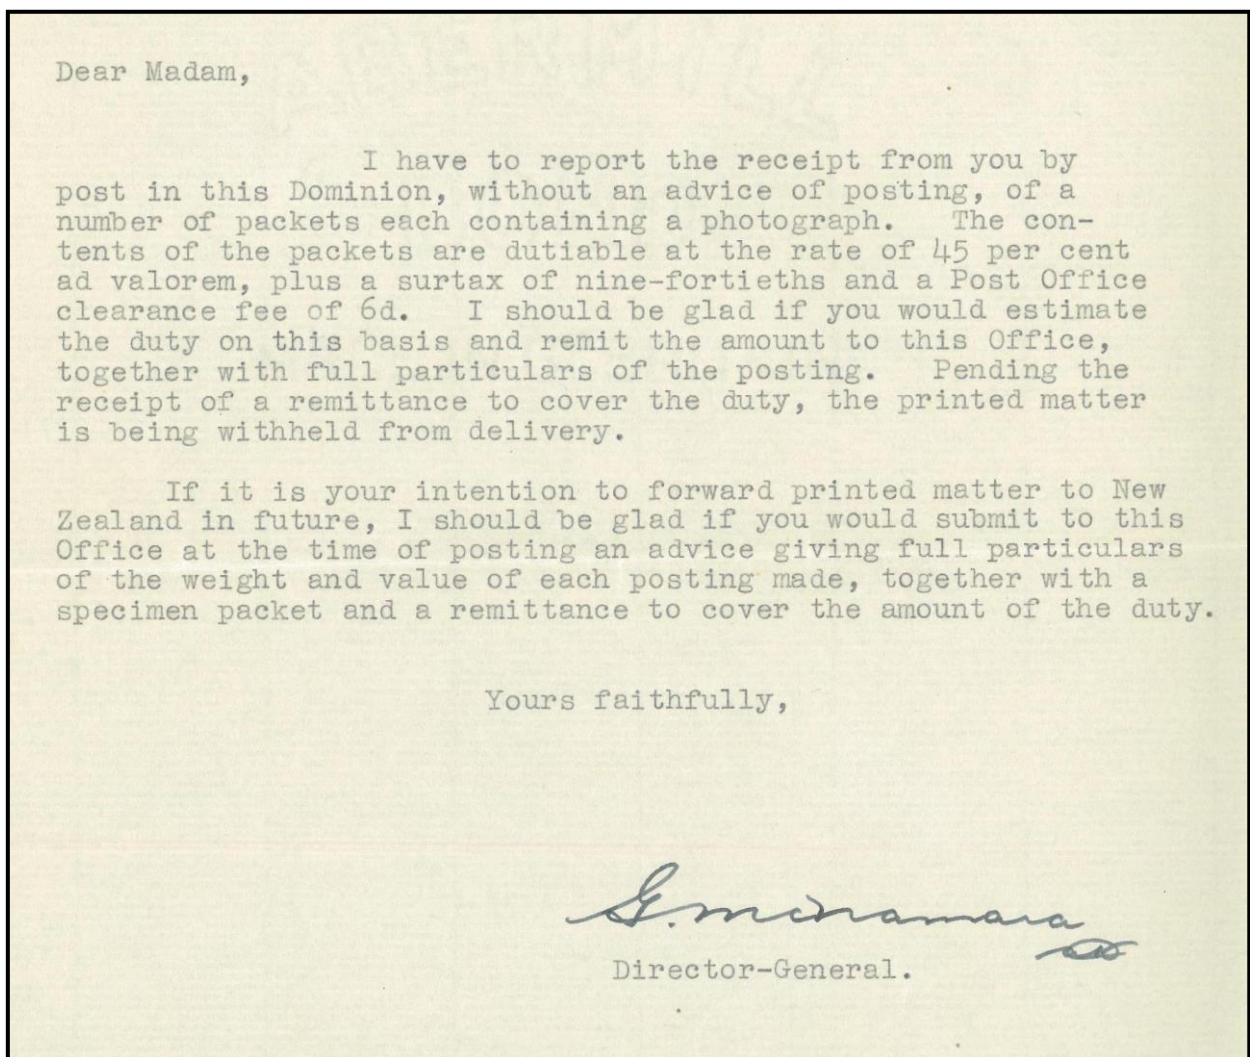 Dear Madam,
I have to report the receipt from you by
post in this Dominion, without an advice of posting, of a
number of packets each containing a photograph. The con-
tents of the packets are dutiable at the rate of 45 per cent
ad valorem, plus a surtax of nine-fortieths and a Post Office
clearance fee of 6d. I should be glad if you would estimate
the duty on this basis and remit the amount to this Office,
together with full particulars of the posting. Pending the
receipt of a remittance to cover the duty, the printed matter
is being withheld from delivery.
If it is your intention to forward printed matter to New
Zealand in future, I should be glad if you would submit to this
Office at the time of posting an advice giving full particulars
of the weight and value of each posting made, together with a
specimen packet and a remittance to cover the amount of the duty.
Yours faithfully,
G. McNamara
Director-General.